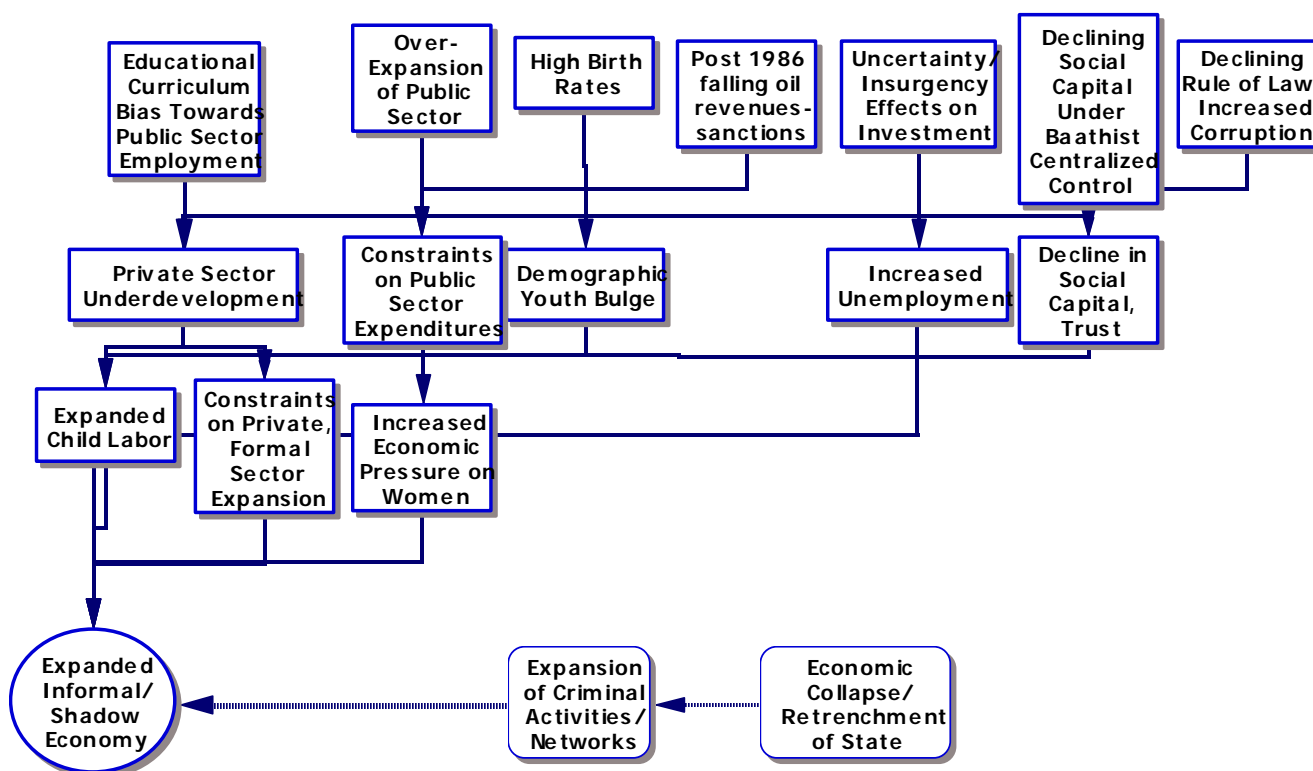 Educational
Curriculum
Bias Towards
Public Sector
Employment
Over-
Expansion
of Public
Sector
High Birth
Rates
Post 1986
falling oil
revenues-
sanctions
Uncertainty/
Insurgency
Effects on
Investment
Declining
Social
Capital
Under
Baathist
Centralized
Control
Declining
Rule of Law,
Increased
Corruption
Private Sector
Underdevelopment
Constraints
on Public
Sector
Expenditures
Demographic
Youth Bulge
Increased
Unemployment
Decline in
Social
Capital,
Trust
Expanded
Child Labor
Constraints
on Private,
Formal
Sector
Expansion
Increased
Economic
Pressure on
Women
Expanded
Informal/
Shadow
Economy
Expansion
of Criminal
Activities/
Networks
Economic
Collapse/
Retrenchment
of State